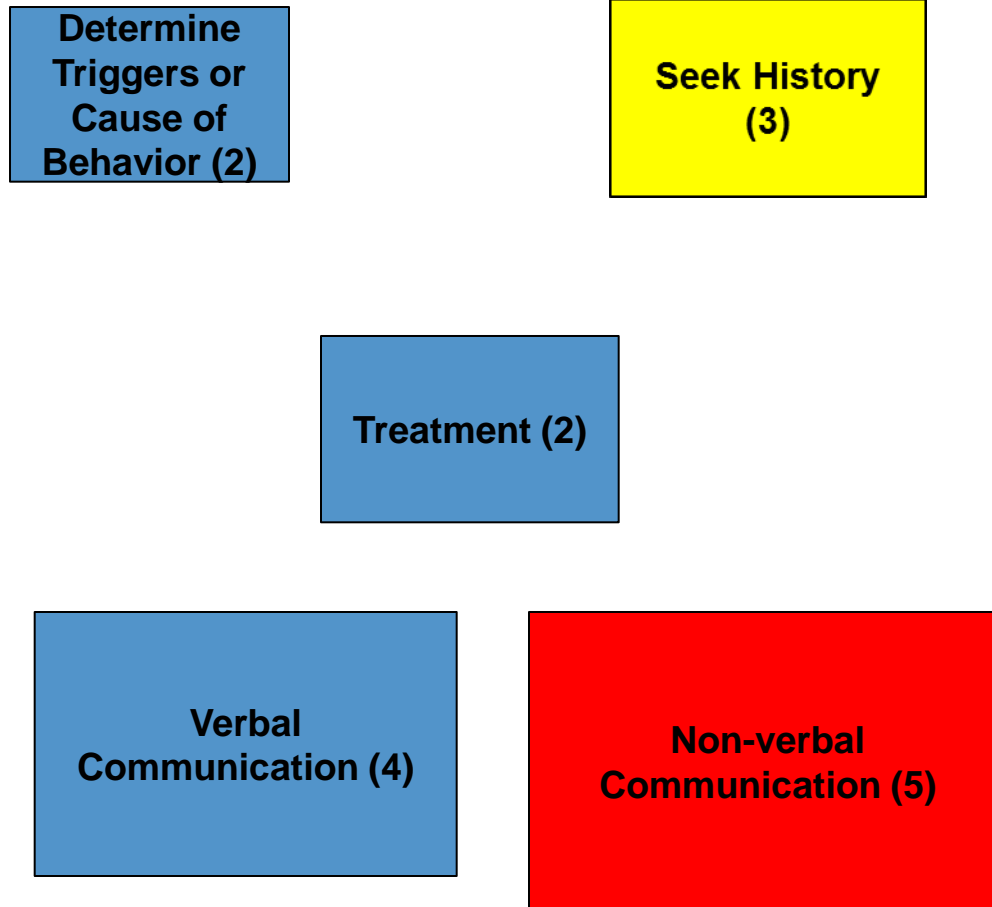 Determine
Triggers or
Cause of
Behavior (2)
Seek History
(3)
Treatment (2)
Verbal
Communication (4)
Non-verbal
Communication (5)